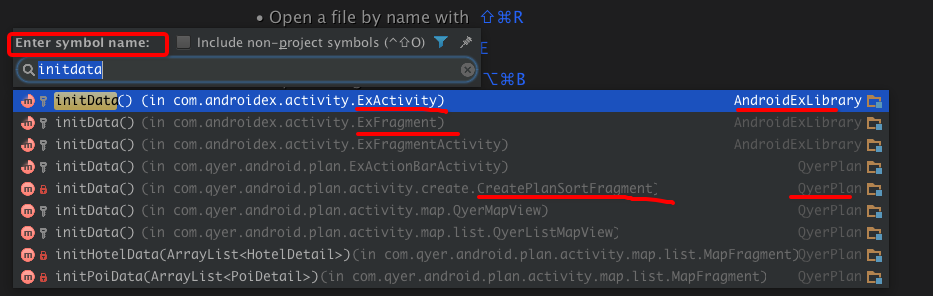 • Open a file by name with ⇧⌘R
Enter symbol name: Include non-project symbols (^⇧O)
E
initdata
⌥⌘B
initData() (in com.androidex.activity.ExActivity) AndroidExLibrary
initData() (in com.androidex.activity.ExFragment) AndroidExLibrary
initData() (in com.androidex.activity.ExFragmentActivity) AndroidExLibrary
initData() (in com.qyer.android.plan.ExActionBarActivity) QyerPlan
initData() (in com.qyer.android.plan.activity.create.CreatePlanSortFragment) QyerPlan
initData() (in com.qyer.android.plan.activity.map.QyerMapView) QyerPlan
initData() (in com.qyer.android.plan.activity.map.list.QyerListMapView) QyerPlan
initHotelData(ArrayList<HotelDetail>)(in com.qyer.android.plan.activity.map.list.MapFragment) QyerPlan
initPoiData(ArrayList<PoiDetail>)(in com.qyer.android.plan.activity.map.list.MapFragment) QyerPlan